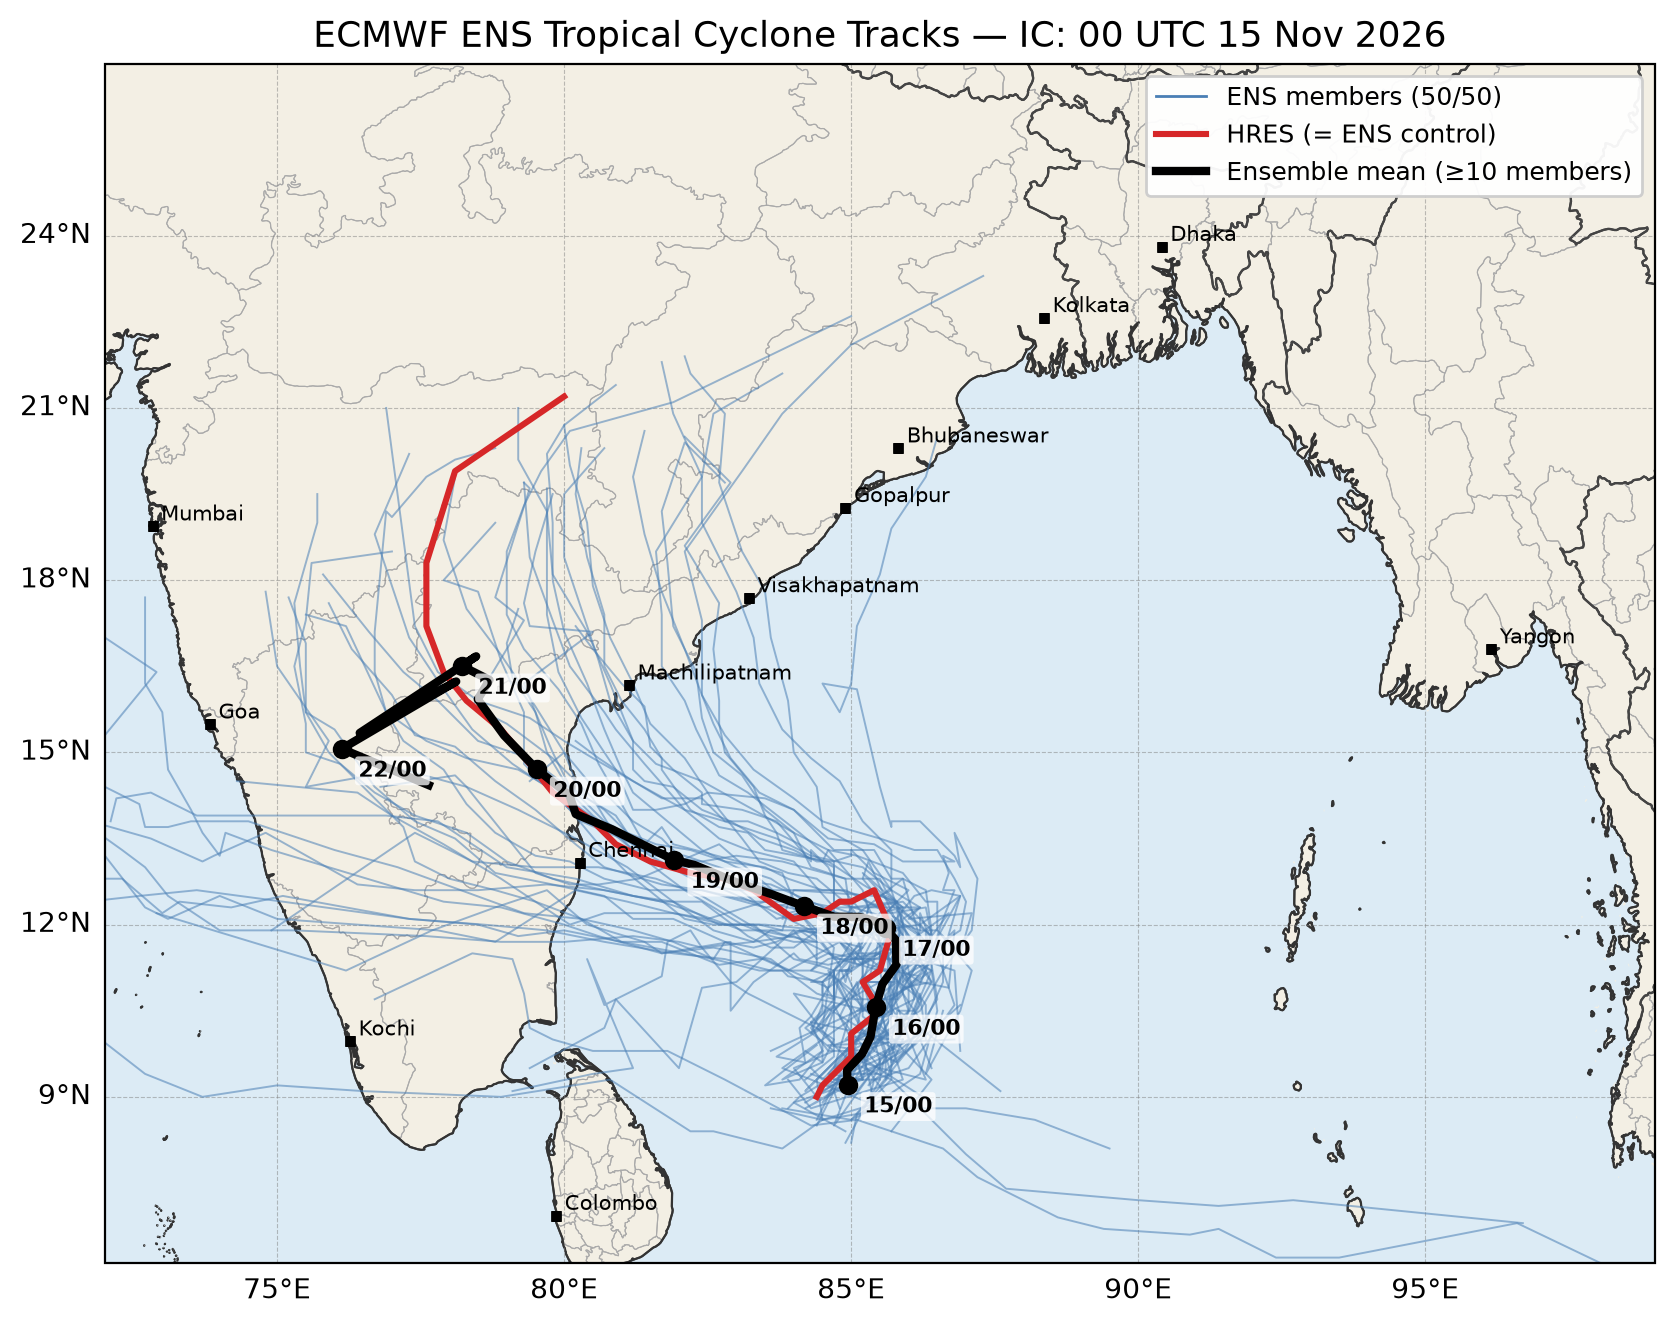 ECMWF ENS Tropical Cyclone Tracks — IC: 00 UTC 15 Nov 2026
ENS members (50/50)
HRES (= ENS control)
Ensemble mean (≥10 members)
24°N
21°N
18°N
15°N
12°N
9°N
Dhaka
Kolkata
Bhubaneswar
Gopalpur
Mumbai
Visakhapatnam
Yangon
Machilipatnam
Goa
21/00
22/00
20/00
Chennai
19/00
18/00
17/00
16/00
Kochi
15/00
Colombo
75°E
80°E
85°E
90°E
95°E